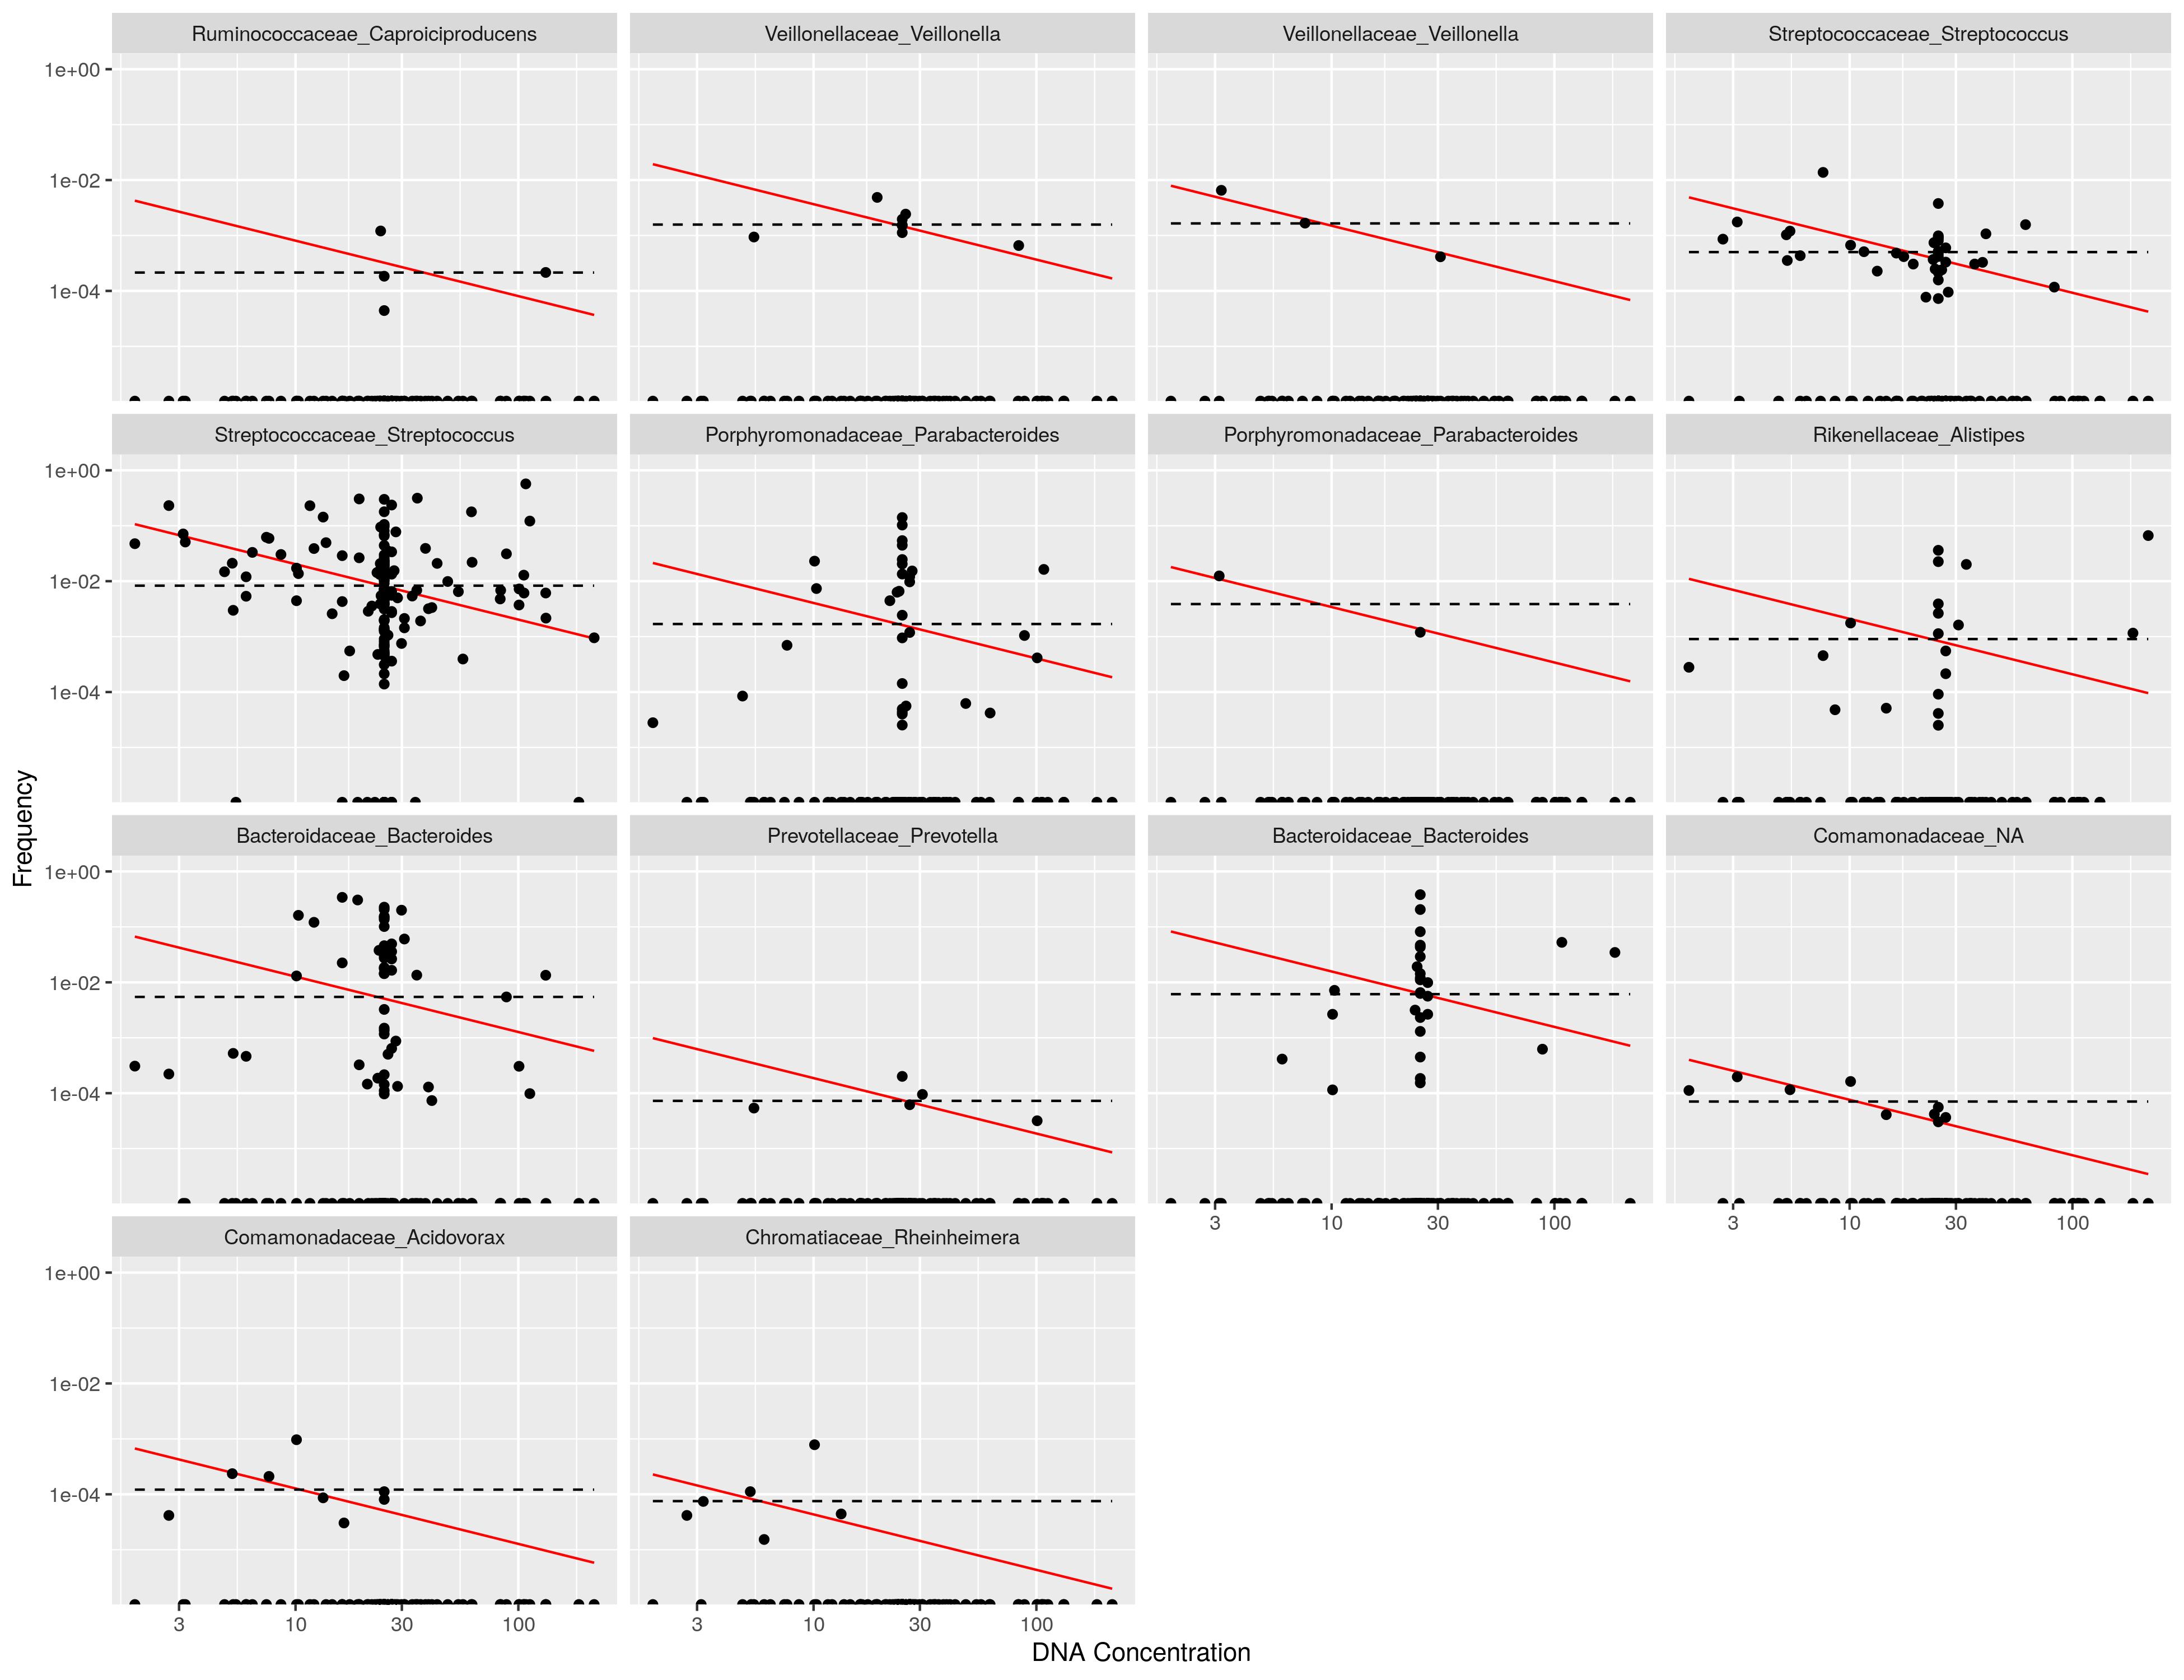 Ruminococcaceae_Caproiciproducens Veillonellaceae_Veillonella Veillonellaceae_Veillonella Streptococcaceae_Streptococcus
1e+00
1e-02
1e-04
Streptococcaceae_Streptococcus Porphyromonadaceae_Parabacteroides Porphyromonadaceae_Parabacteroides Rikenellaceae_Alistipes
1e+00
1e-02
1e-04
Frequency
Bacteroidaceae_Bacteroides Prevotellaceae_Prevotella Bacteroidaceae_Bacteroides Comamonadaceae_NA
1e+00
1e-02
1e-04
3 10 30 100 3 10 30 100
Comamonadaceae_Acidovorax Chromatiaceae_Rheinheimera
1e+00
1e-02
1e-04
3 10 30 100 3 10 30 100
DNA Concentration